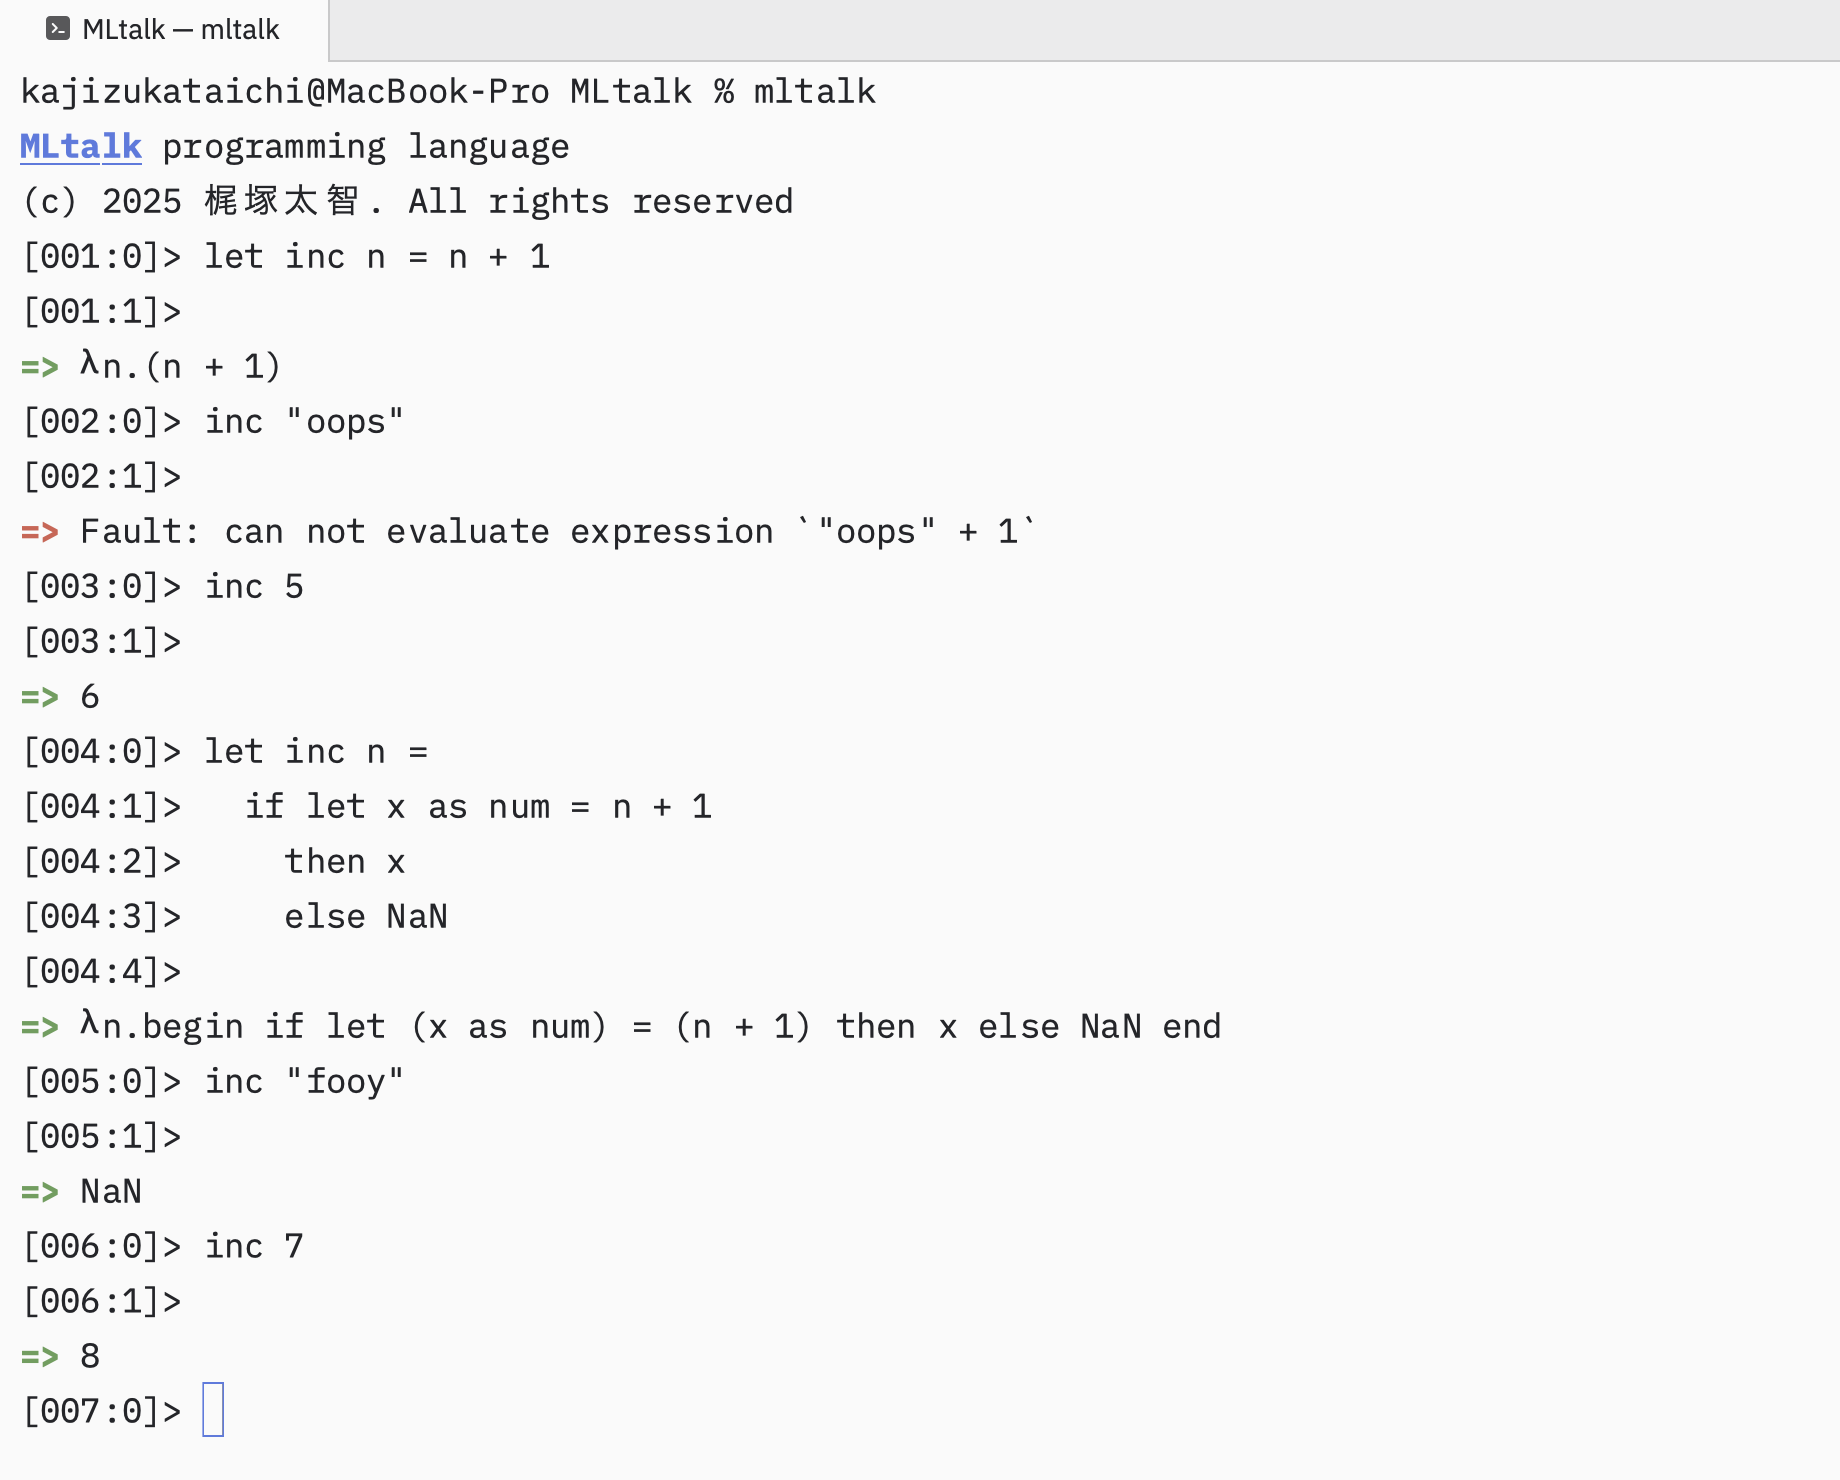 MLtalk — mltalk
kajizukataichi@MacBook-Pro MLtalk % mltalk
MLtalk programming language
(c) 2025 梶塚太智. All rights reserved
[001:0]> let inc n = n + 1
[001:1]>
=> λn.(n + 1)
[002:0]> inc "oops"
[002:1]>
=> Fault: can not evaluate expression `"oops" + 1`
[003:0]> inc 5
[003:1]>
=> 6
[004:0]> let inc n =
[004:1]>   if let x as num = n + 1
[004:2]>     then x
[004:3]>     else NaN
[004:4]>
=> λn.begin if let (x as num) = (n + 1) then x else NaN end
[005:0]> inc "fooy"
[005:1]>
=> NaN
[006:0]> inc 7
[006:1]>
=> 8
[007:0]>